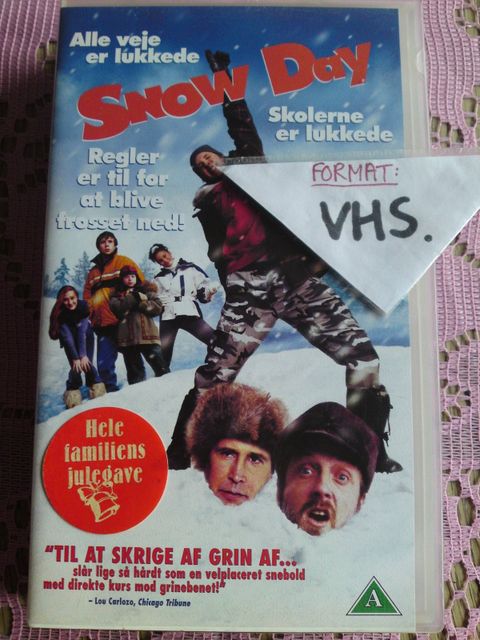 Alle veje
er lukkede
SNOW DAY
Skolerne
er lukkede
Regler
er til for
at blive
frosset ned!
FORMAT:
VHS.
Hele
familiens
julegave
"TIL AT SKRIGE AF GRIN AF...
slår lige så hårdt som en velplaceret snebold
med direkte kurs mod grinebenet!"
– Lou Carlozo, Chicago Tribune
A